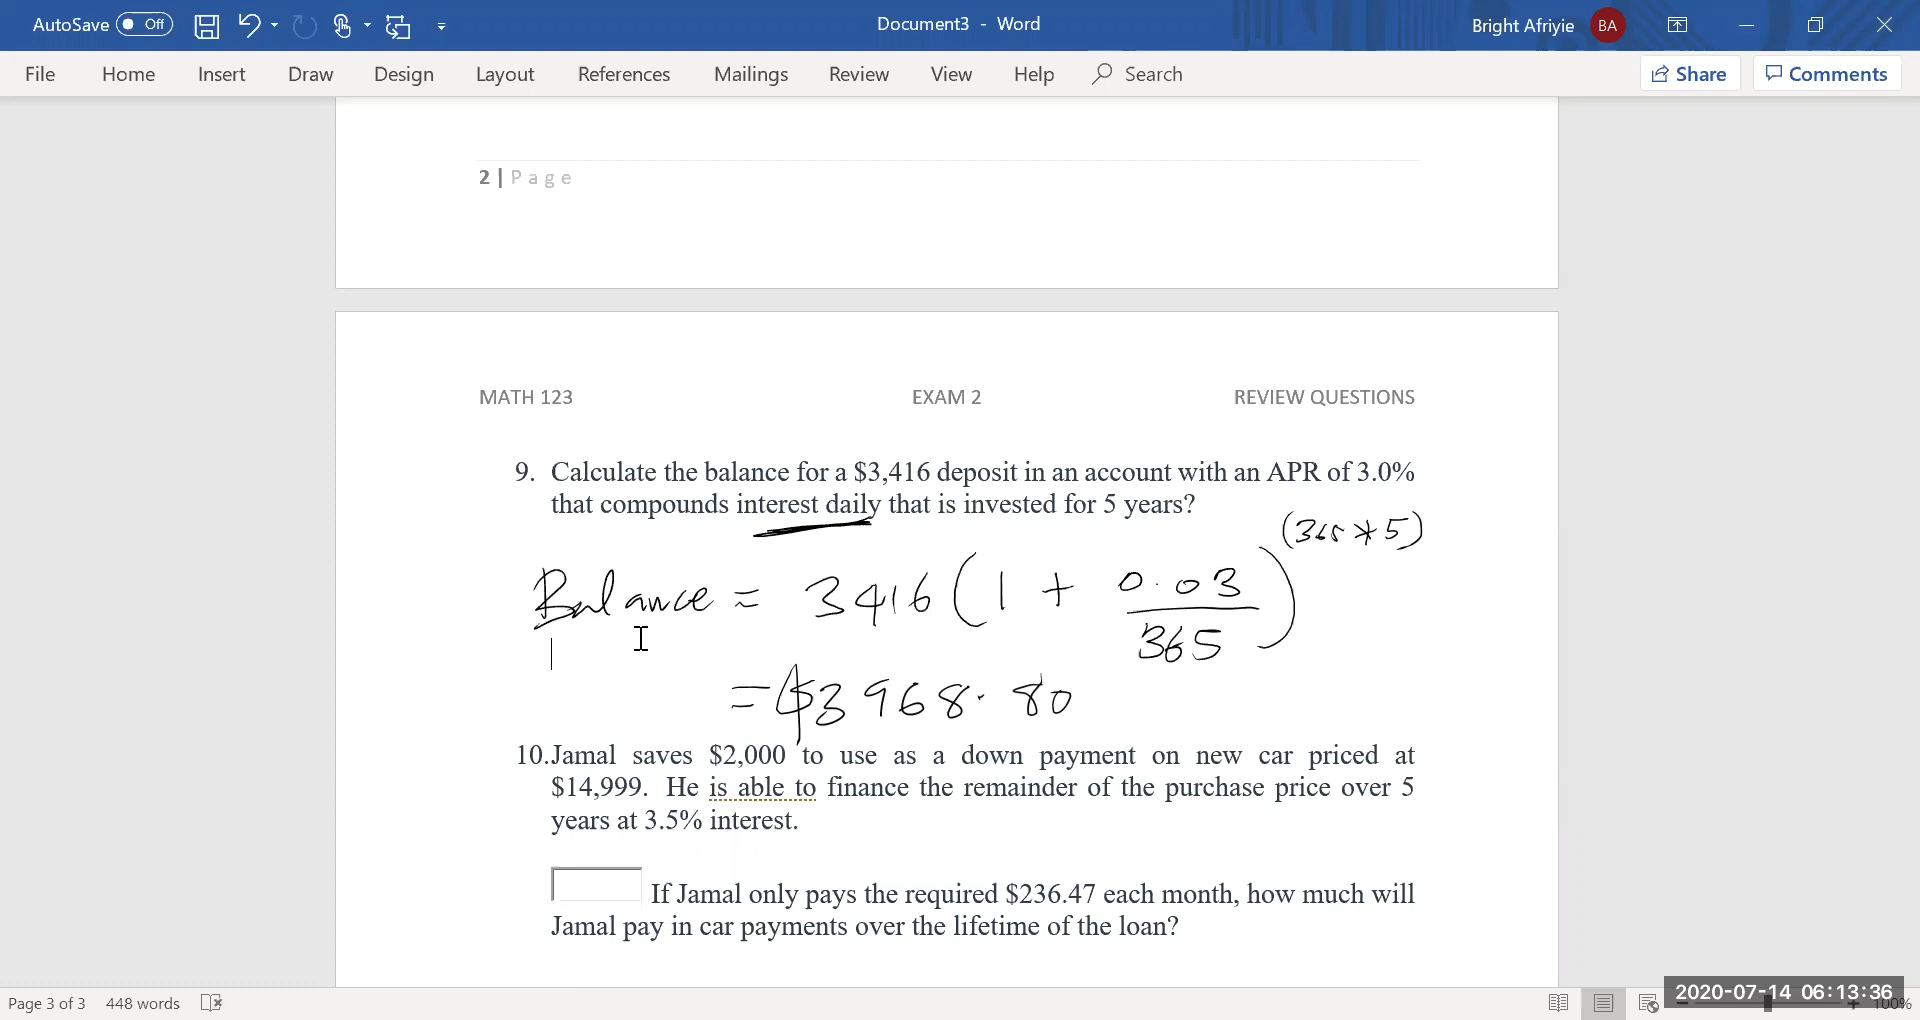 AutoSave Off Document3 - Word Bright Afriyie BA
File Home Insert Draw Design Layout References Mailings Review View Help Search Share Comments
2 | Page
MATH 123 EXAM 2 REVIEW QUESTIONS
9. Calculate the balance for a $3,416 deposit in an account with an APR of 3.0%
that compounds interest daily that is invested for 5 years?
(365 * 5)
Balance = 3416 (1 + 0.03
365)
= $3968.80
10. Jamal saves $2,000 to use as a down payment on new car priced at
$14,999. He is able to finance the remainder of the purchase price over 5
years at 3.5% interest.
If Jamal only pays the required $236.47 each month, how much will
Jamal pay in car payments over the lifetime of the loan?
Page 3 of 3 448 words 100%
2020-07-14 06:13:36